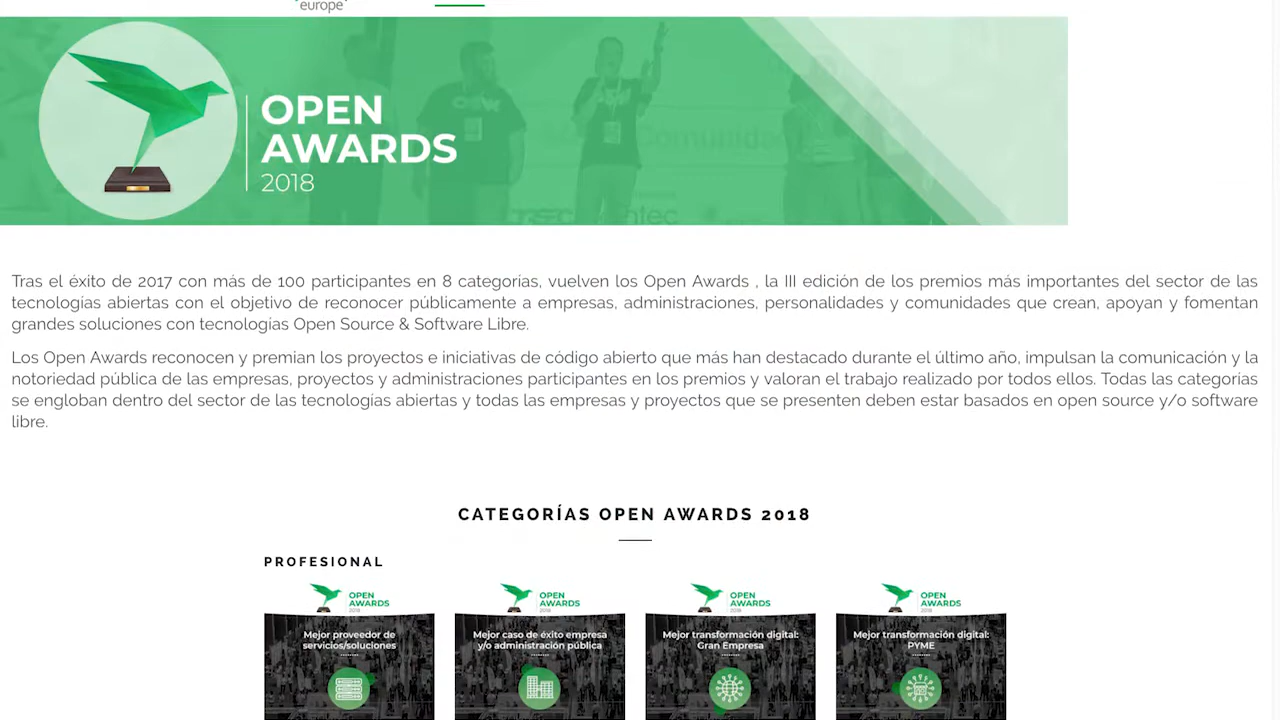 europe
OPEN
AWARDS
2018
Comunidad
Tras el éxito de 2017 con más de 100 participantes en 8 categorías, vuelven los Open Awards , la III edición de los premios más importantes del sector de las
tecnologías abiertas con el objetivo de reconocer públicamente a empresas, administraciones, personalidades y comunidades que crean, apoyan y fomentan
grandes soluciones con tecnologías Open Source & Software Libre.
Los Open Awards reconocen y premian los proyectos e iniciativas de código abierto que más han destacado durante el último año, impulsan la comunicación y la
notoriedad pública de las empresas, proyectos y administraciones participantes en los premios y valoran el trabajo realizado por todos ellos. Todas las categorías
se engloban dentro del sector de las tecnologías abiertas y todas las empresas y proyectos que se presenten deben estar basados en open source y/o software
libre.
CATEGORÍAS OPEN AWARDS 2018
PROFESIONAL
OPEN
AWARDS
2018
Mejor proveedor de
servicios/soluciones
OPEN
AWARDS
2018
Mejor caso de éxito empresa
y/o administración pública
OPEN
AWARDS
2018
Mejor transformación digital:
Gran Empresa
OPEN
AWARDS
2018
Mejor transformación digital:
PYME